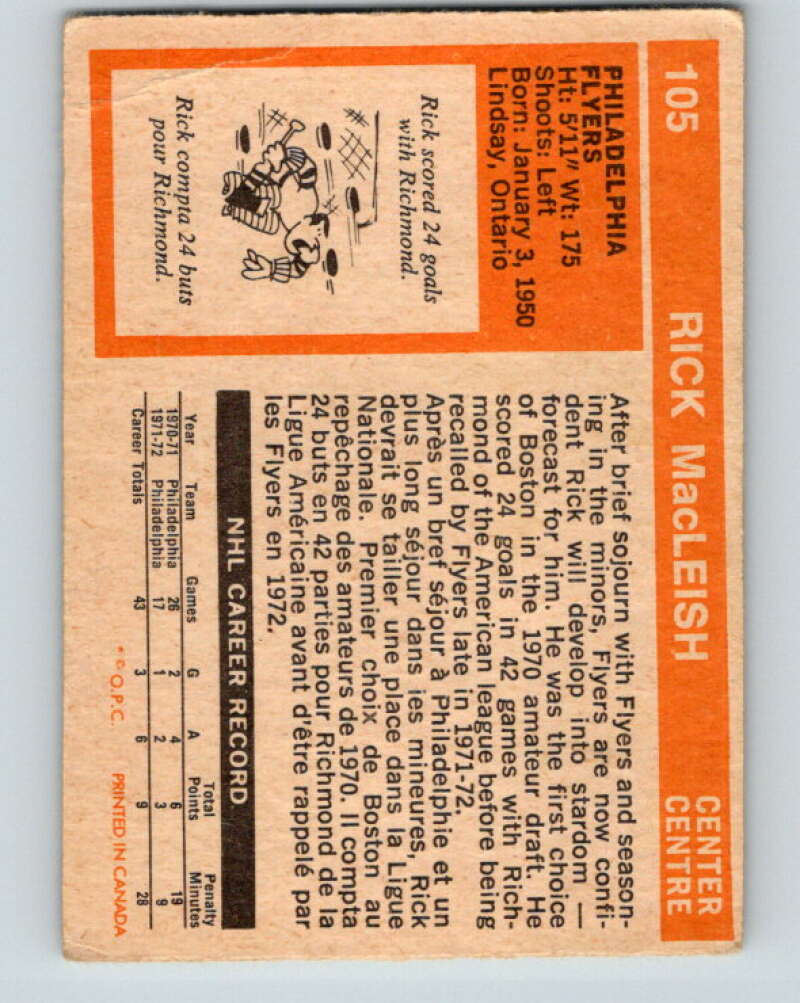 105 RICK MacLEISH CENTER
CENTRE
PHILADELPHIA
FLYERS
Ht: 5'11" Wt: 175
Shoots: Left
Born: January 3, 1950
Lindsay, Ontario
Rick scored 24 goals
with Richmond.
Rick compta 24 buts
pour Richmond.
After brief sojourn with Flyers and season-
ing in the minors, Flyers are now confi-
dent Rick will develop into stardom —
forecast for him. He was the first choice
of Boston in the 1970 amateur draft. He
scored 24 goals in 42 games with Rich-
mond of the American league before being
recalled by Flyers late in 1971-72.
Après un bref séjour à Philadelphie et un
plus long séjour dans les mineures, Rick
devrait se tailler une place dans la Ligue
Nationale. Premier choix de Boston au
repêchage des amateurs de 1970. Il compta
24 buts en 42 parties pour Richmond de la
Ligue Américaine avant d'être rappelé par
les Flyers en 1972.
NHL CAREER RECORD
Year Team Games G A Total Points Penalty Minutes
1970-71 Philadelphia 26 2 4 6 19
1971-72 Philadelphia 17 1 2 3 9
Career Totals 43 3 6 9 28
* © O.P.C. PRINTED IN CANADA